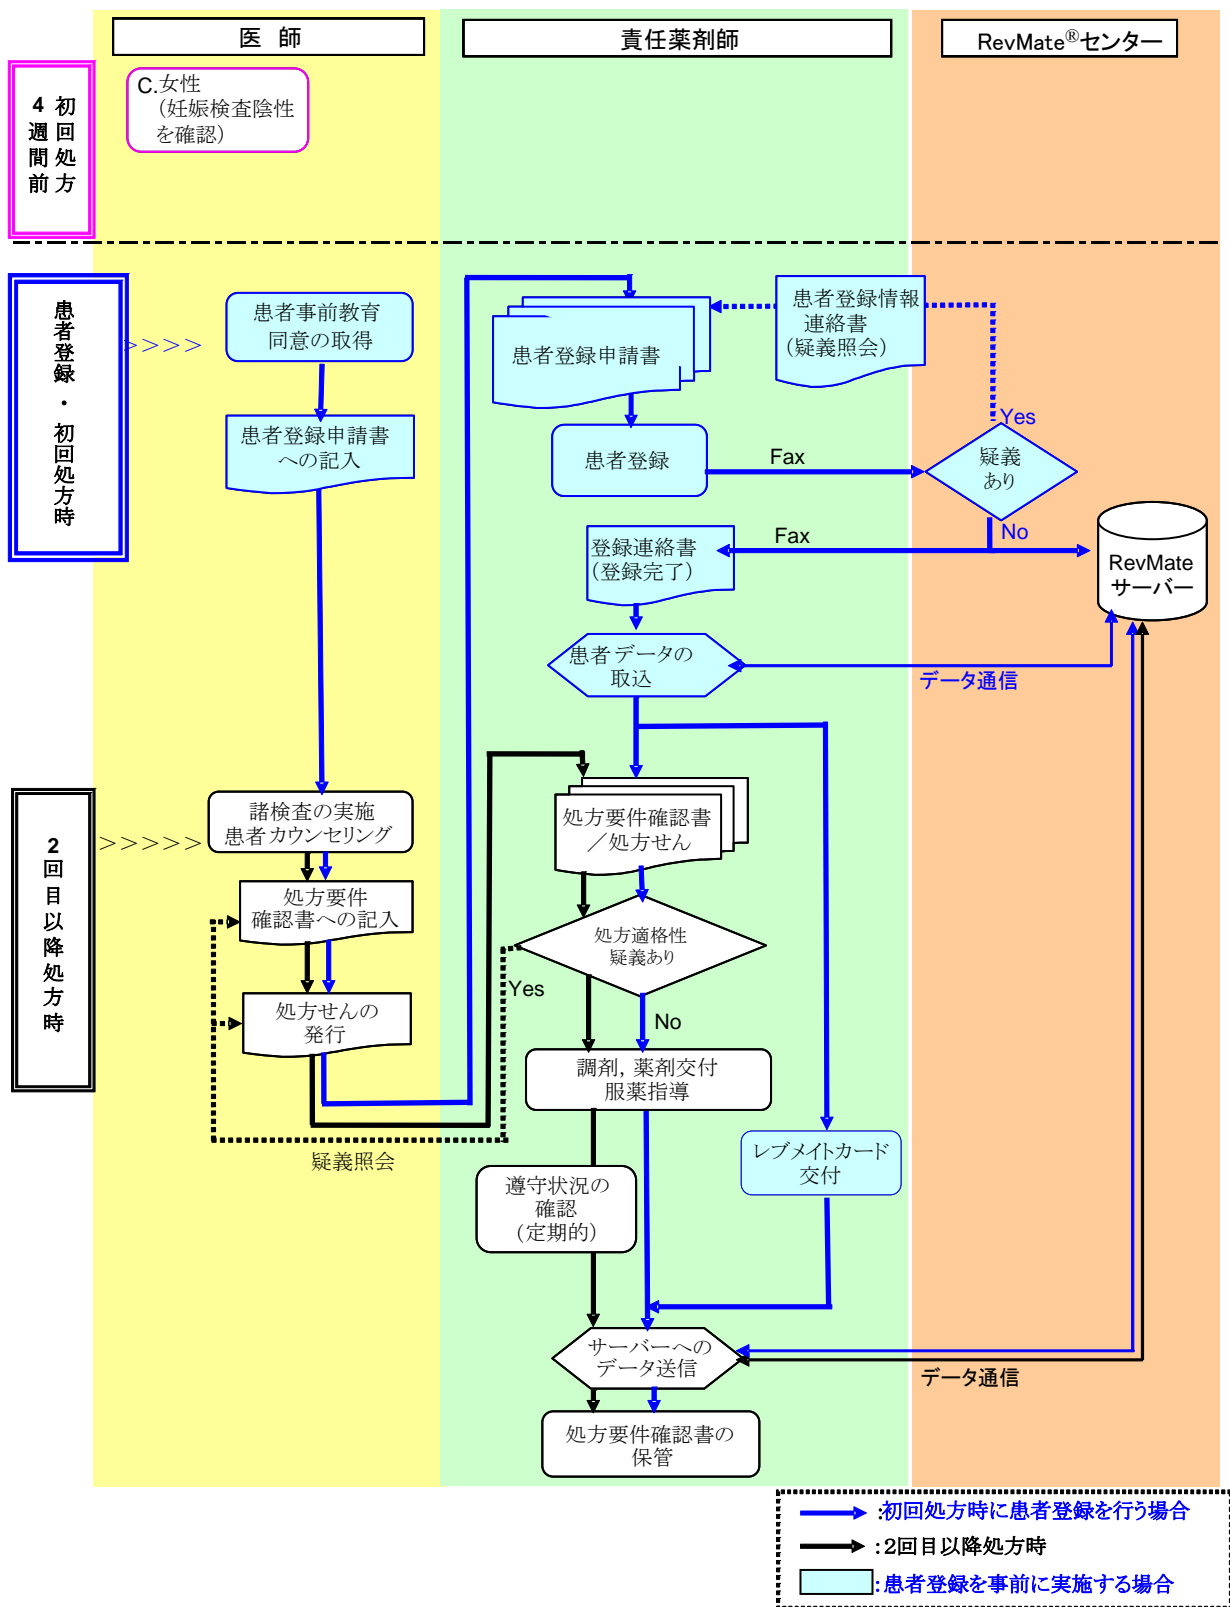 医 師
責任薬剤師
RevMate®センター
初回処方
4週間前
C.女性
(妊娠検査陰性
を確認)
患者登録・初回処方時
>>>>
患者事前教育
同意の取得
患者登録申請書
への記入
患者登録申請書
患者登録情報
連絡書
(疑義照会)
Yes
患者登録
Fax
疑義
あり
No
登録連絡書
(登録完了)
Fax
RevMate
サーバー
患者データの
取込
データ通信
2回目以降処方時
>>>>>
諸検査の実施
患者カウンセリング
処方要件確認書
／処方せん
処方要件
確認書への記入
処方適格性
疑義あり
Yes
No
処方せんの
発行
調剤, 薬剤交付
服薬指導
疑義照会
レブメイトカード
交付
遵守状況の
確認
(定期的)
サーバーへの
データ送信
データ通信
処方要件確認書の
保管
:初回処方時に患者登録を行う場合
:2回目以降処方時
:患者登録を事前に実施する場合